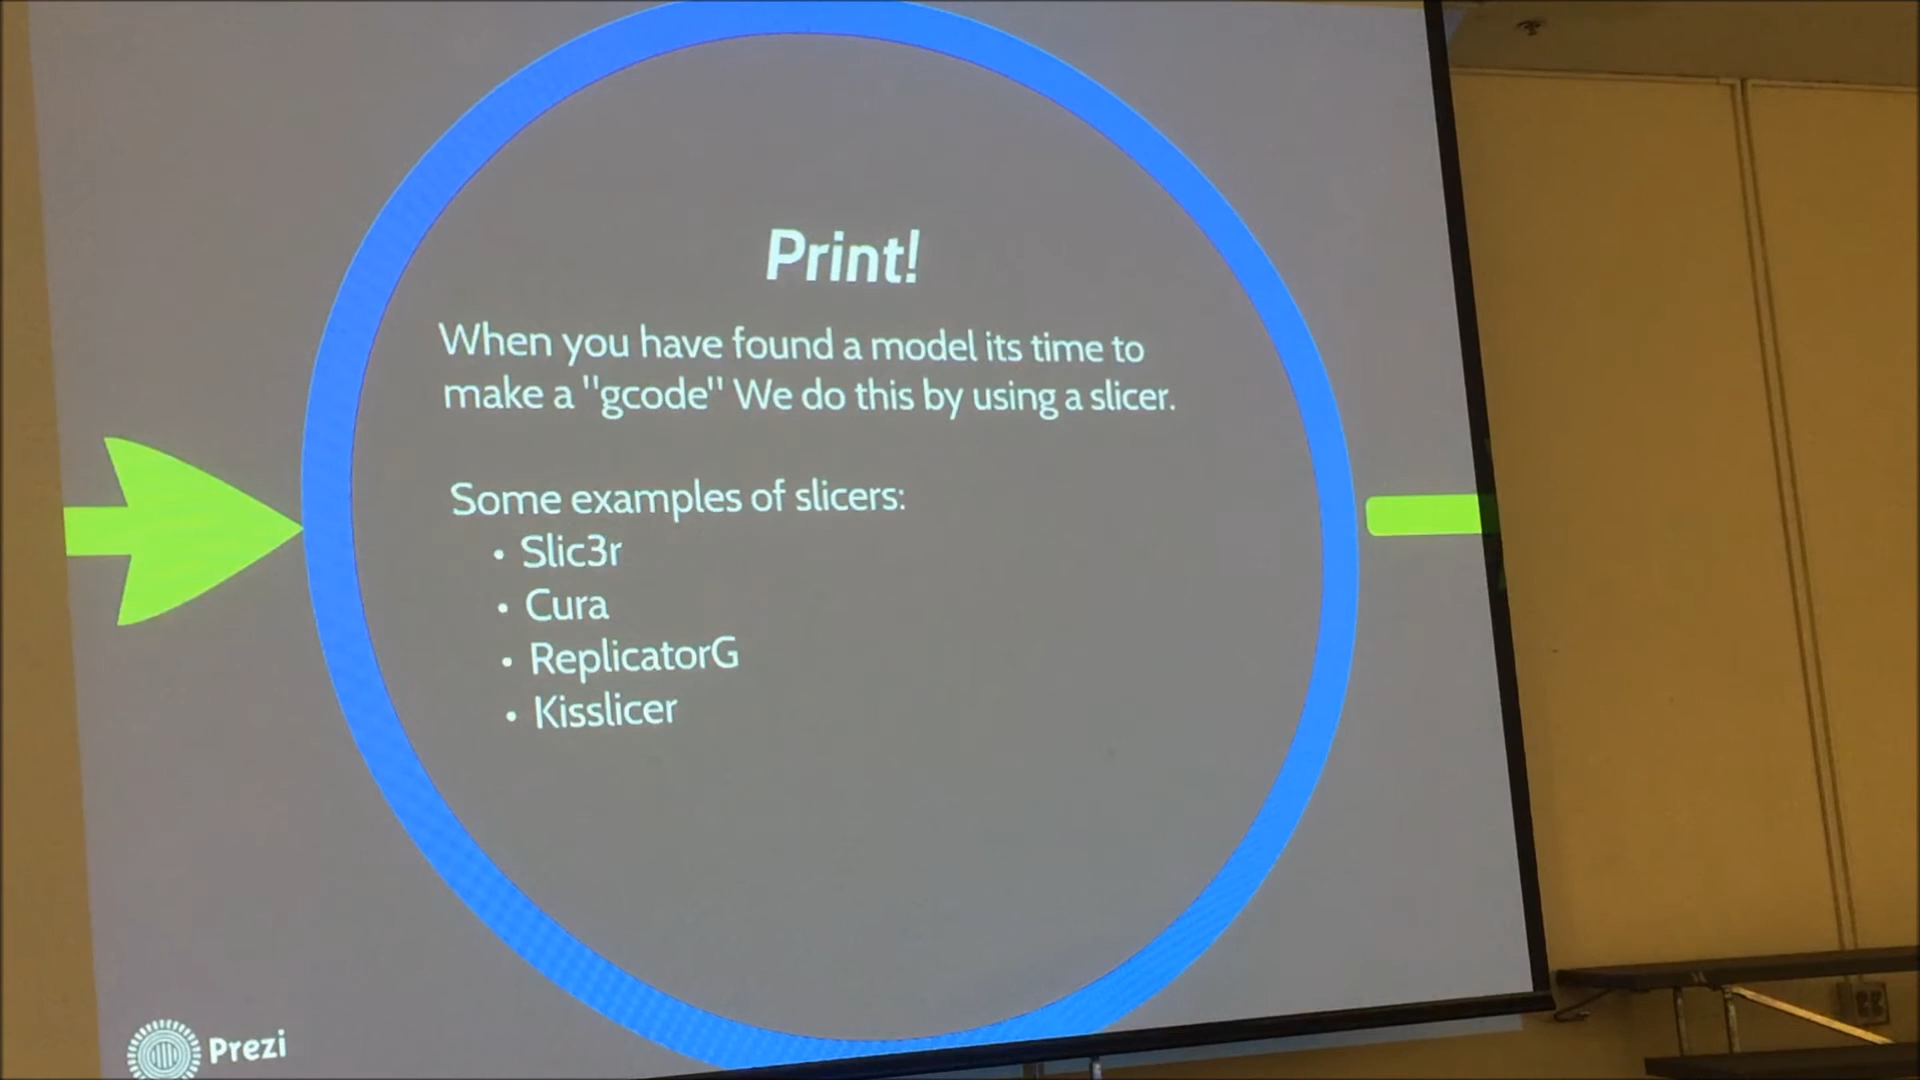 Print!
When you have found a model its time to
make a "gcode" We do this by using a slicer.
Some examples of slicers:
• Slic3r
• Cura
• ReplicatorG
• Kisslicer
Prezi